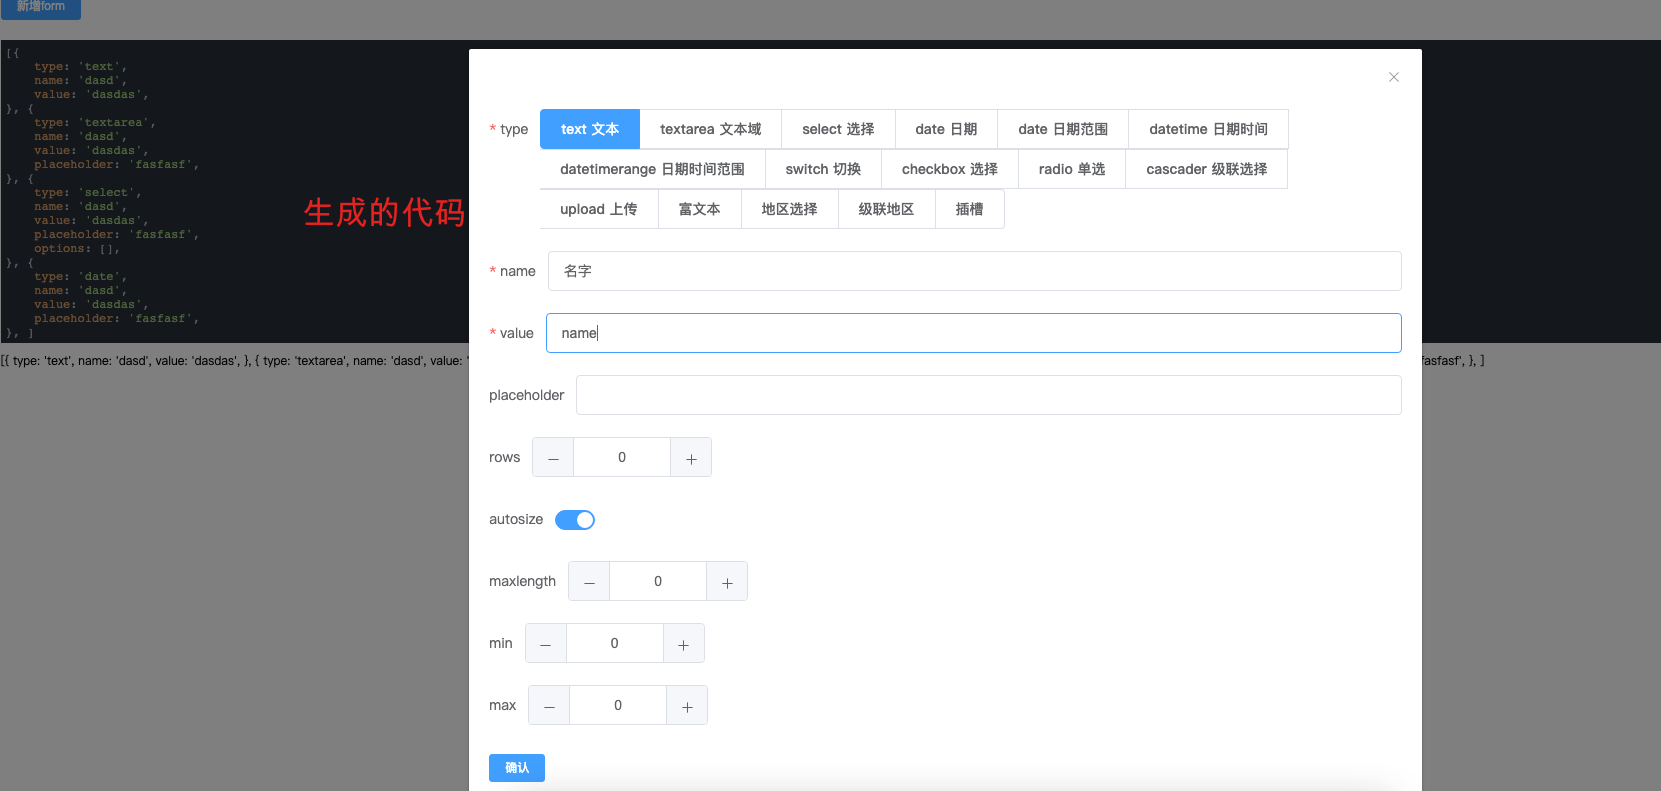 新增form
[{
type: 'text',
name: 'dasd',
value: 'dasdas',
}, {
type: 'textarea',
name: 'dasd',
value: 'dasdas',
placeholder: 'fasfasf',
}, {
type: 'select',
name: 'dasd',
value: 'dasdas',
placeholder: 'fasfasf',
options: [],
}, {
type: 'date',
name: 'dasd',
value: 'dasdas',
placeholder: 'fasfasf',
}, ]
生成的代码
[{ type: 'text', name: 'dasd', value: 'dasdas', }, { type: 'textarea', name: 'dasd', value: '
fasfasf', }, ]
* type
text 文本
textarea 文本域
select 选择
date 日期
date 日期范围
datetime 日期时间
datetimerange 日期时间范围
switch 切换
checkbox 选择
radio 单选
cascader 级联选择
upload 上传
富文本
地区选择
级联地区
插槽
* name 名字
* value name
placeholder
rows − 0 +
autosize
maxlength − 0 +
min − 0 +
max − 0 +
确认